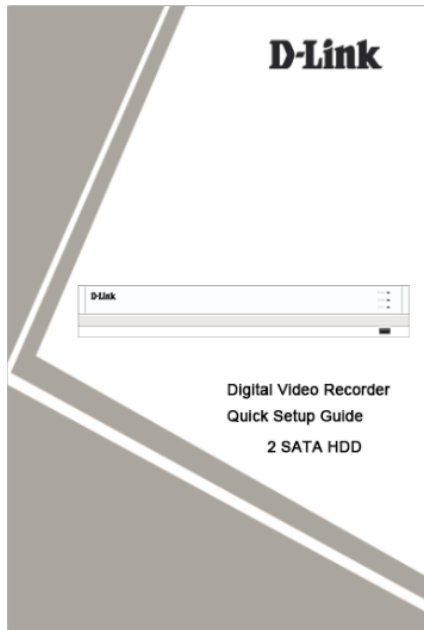 D-Link
D-Link
Digital Video Recorder
Quick Setup Guide
2 SATA HDD